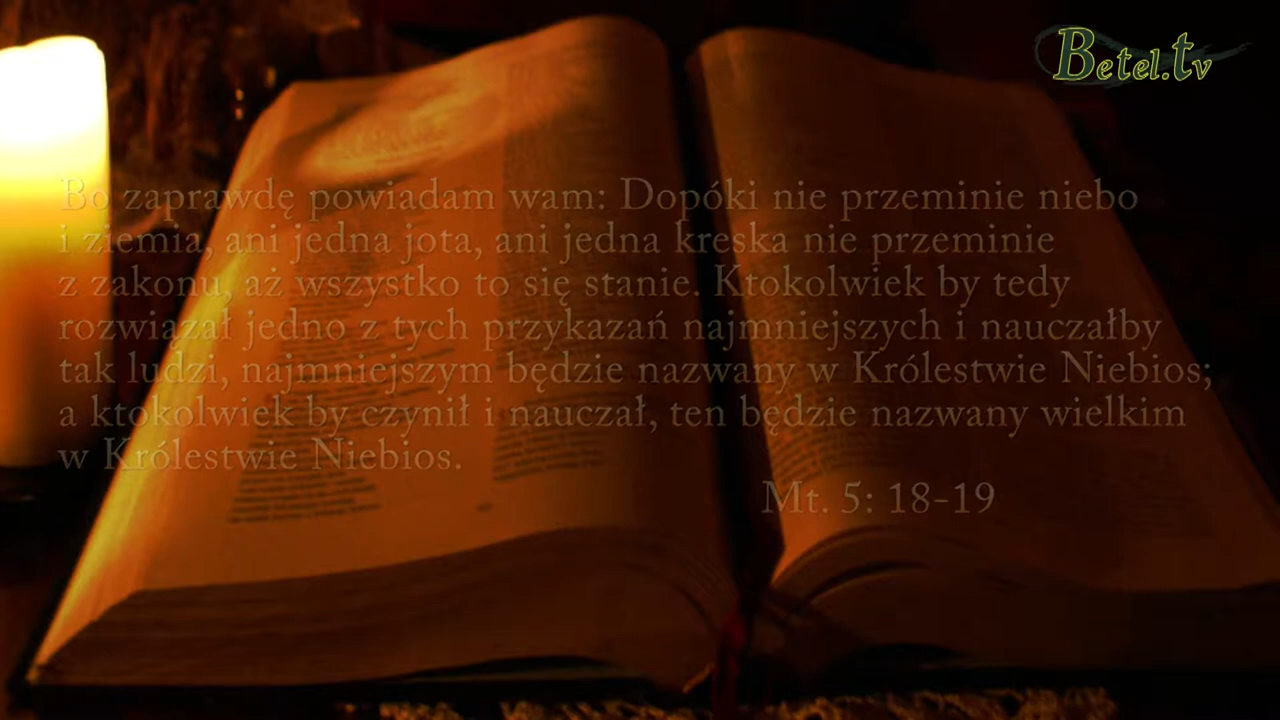 Betel.tv
Bo zaprawdę powiadam wam: Dopóki nie przeminie niebo
i ziemia, ani jedna jota, ani jedna kreska nie przeminie
z zakonu, aż wszystko to się stanie. Ktokolwiek by tedy
rozwiązał jedno z tych przykazań najmniejszych i nauczałby
tak ludzi, najmniejszym będzie nazwany w Królestwie Niebios;
a ktokolwiek by czynił i nauczał, ten będzie nazwany wielkim
w Królestwie Niebios.
Mt. 5: 18-19